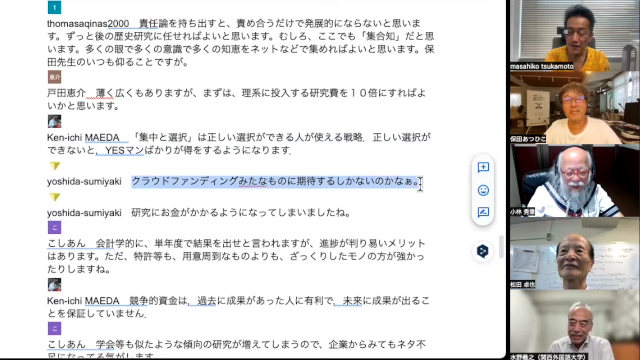 t
thomasaqinas2000　責任論を持ち出すと、責め合うだけで発展的にならないと思いま
す。ずっと後の歴史研究に任せればよいと思います。むしろ、ここでも「集合知」だと思
います。多くの眼で多くの意識で多くの知恵をネットなどで集めればよいと思います。保
田先生のいつも仰ることですが。
恵介
戸田恵介　薄く広くもありますが、まずは、理系に投入する研究費を１０倍にすればよ
いかと思います。
Ken-ichi MAEDA　「集中と選択」は正しい選択ができる人が使える戦略. 正しい選択が
できないと, YESマンばかりが得をするようになります.
yoshida-sumiyaki　クラウドファンディングみたなものに期待するしかないのかなぁ。
yoshida-sumiyaki　研究にお金がかかるようになってしまいましたね。
こ
こしあん　会計学的に、単年度で結果を出せと言われますが、進捗が判り易いメリット
はあります。ただ、特許等も、用意周到なものよりも、ざっくりしたモノの方が強かっ
たりしますね。
Ken-ichi MAEDA　競争的資金は, 過去に成果があった人に有利で, 未来に成果が出るこ
とを保証していません.
こ
こしあん　学会等も似たような傾向の研究が増えてしまうので、企業からみてもネタ不
足になってる気がします
masahiko tsukamoto
保田あつひこ
小林 秀章
松田 卓也
水野義之（関西外国語大学）